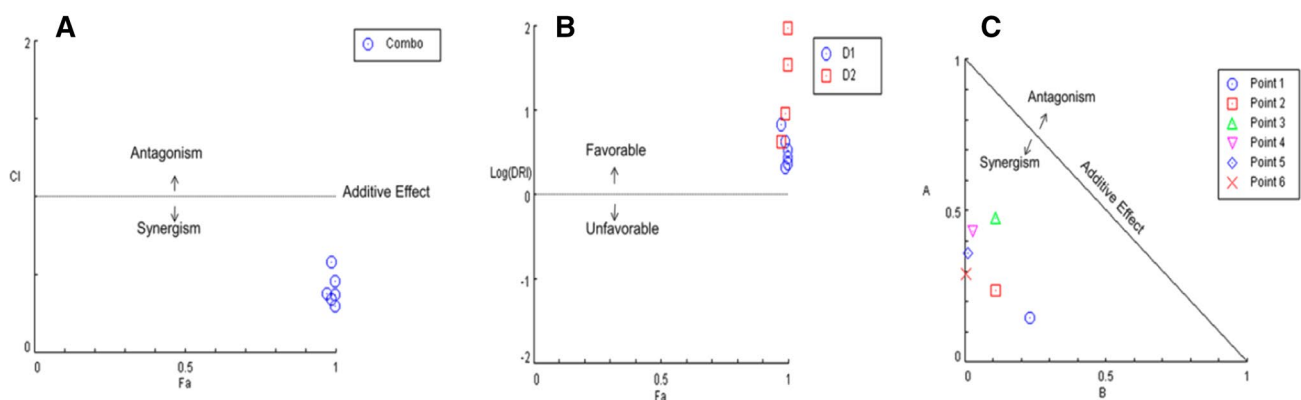 A
Combo
2
Antagonism
CI
Additive Effect
Synergism
0
0
0.5
1
Fa
B
D1
D2
2
1
Favorable
Log(DRI)
0
Unfavorable
-1
-2
0
0.5
1
Fa
C
Point 1
Point 2
Point 3
Point 4
Point 5
Point 6
1
Antagonism
Synergism
Additive Effect
A
0.5
0
0
0.5
1
B